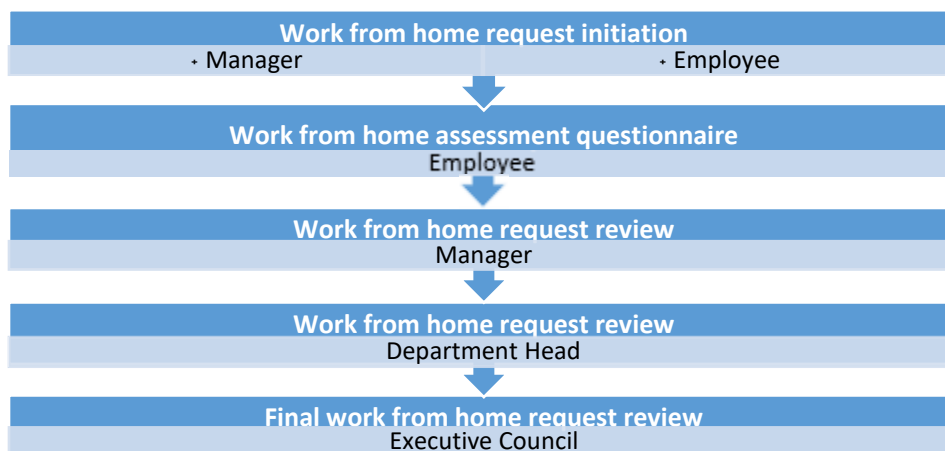 Work from home request initiation
+ Manager + Employee
Work from home assessment questionnaire
Employee
Work from home request review
Manager
Work from home request review
Department Head
Final work from home request review
Executive Council